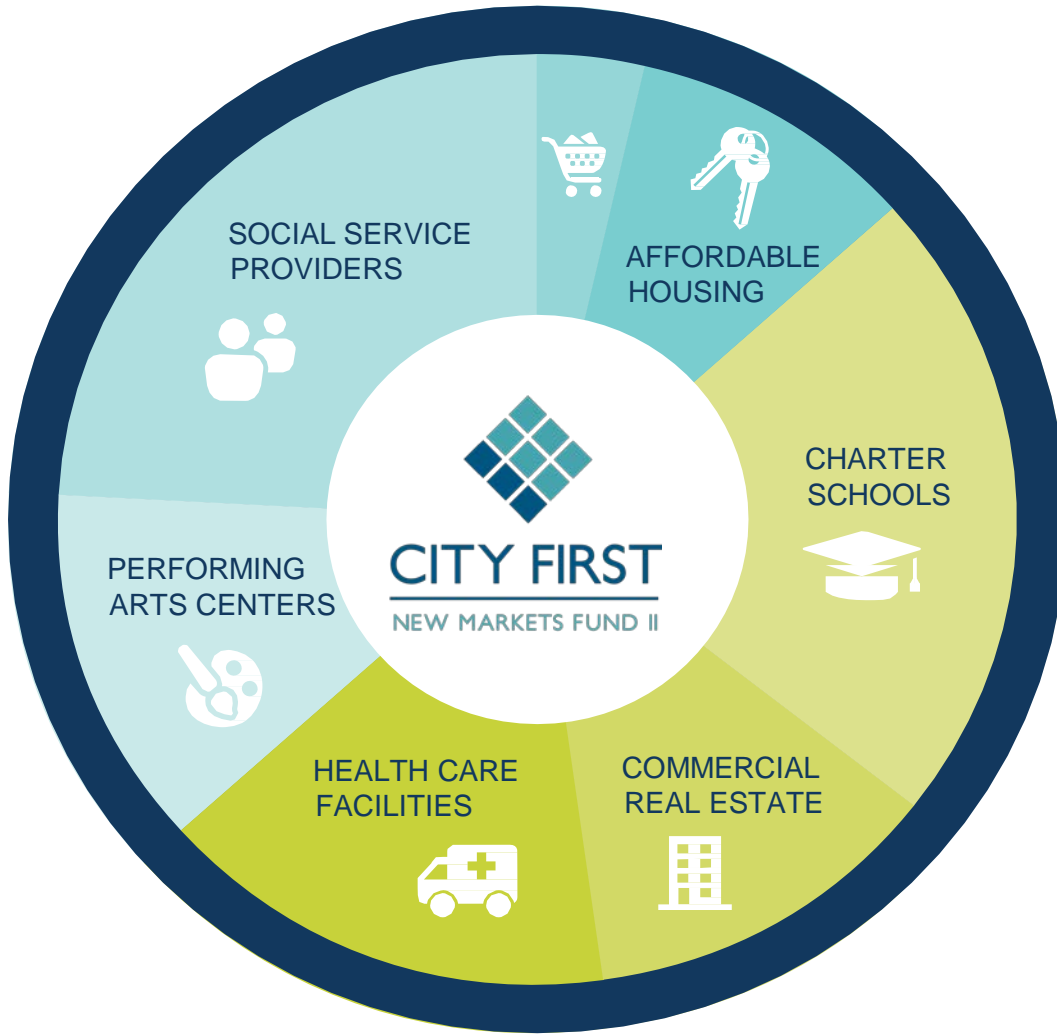 SOCIAL SERVICE
PROVIDERS
AFFORDABLE
HOUSING
CHARTER
SCHOOLS
CITY FIRST
NEW MARKETS FUND II
PERFORMING
ARTS CENTERS
HEALTH CARE
FACILITIES
COMMERCIAL
REAL ESTATE